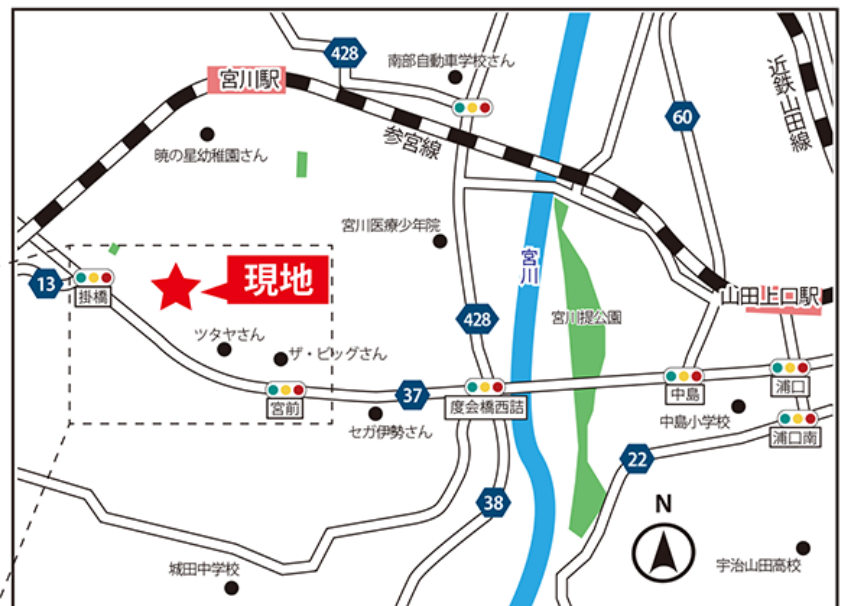 428
南部自動車学校さん
宮川駅
60
近鉄山田線
参宮線
暁の星幼稚園さん
宮川医療少年院
宮川
13
掛橋
現地
山田上口駅
428
宮川提公園
ツタヤさん
ザ・ビッグさん
37
宮前
度会橋西詰
中島
浦口
セガ伊勢さん
中島小学校
浦口南
22
38
N
城田中学校
宇治山田高校